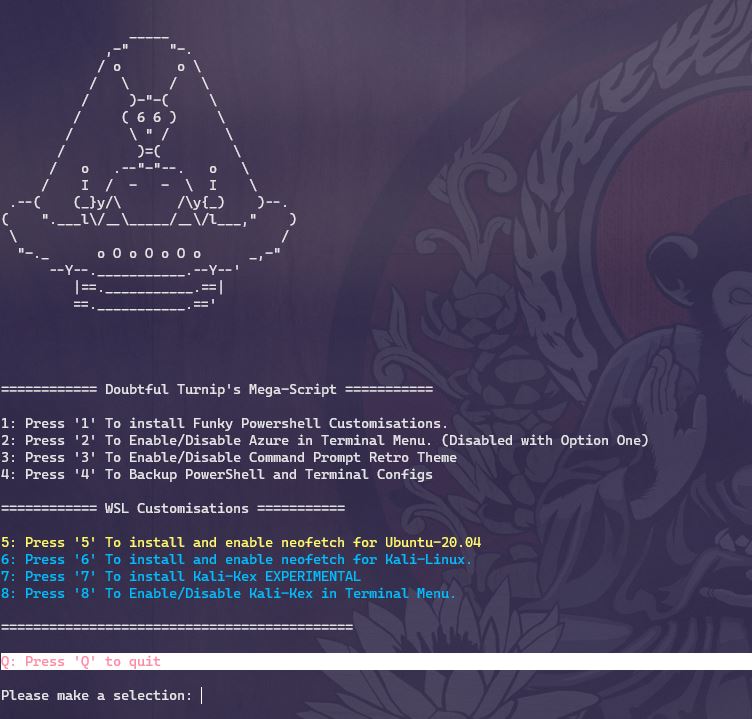 ============ Doubtful Turnip's Mega-Script ===========
1: Press '1' To install Funky Powershell Customisations.
2: Press '2' To Enable/Disable Azure in Terminal Menu. (Disabled with Option One)
3: Press '3' To Enable/Disable Command Prompt Retro Theme
4: Press '4' To Backup PowerShell and Terminal Configs
============ WSL Customisations ===========
5: Press '5' To install and enable neofetch for Ubuntu-20.04
6: Press '6' To install and enable neofetch for Kali-Linux.
7: Press '7' To install Kali-Kex EXPERIMENTAL
8: Press '8' To Enable/Disable Kali-Kex in Terminal Menu.
============================================
Q: Press 'Q' to quit
Please make a selection: